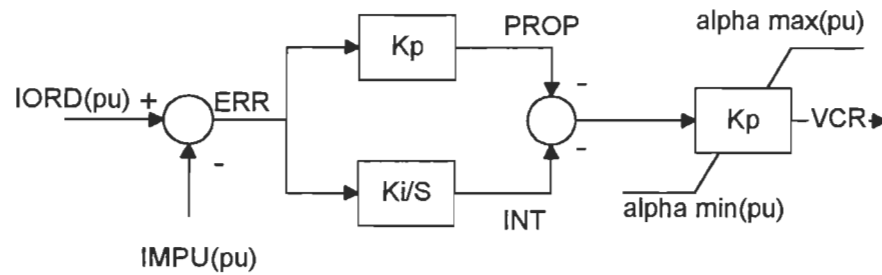 PROP
alpha max(pu)
Kp
IORD(pu) +
ERR
-
Kp
VCR
-
-
Ki/S
alpha min(pu)
INT
IMPU(pu)